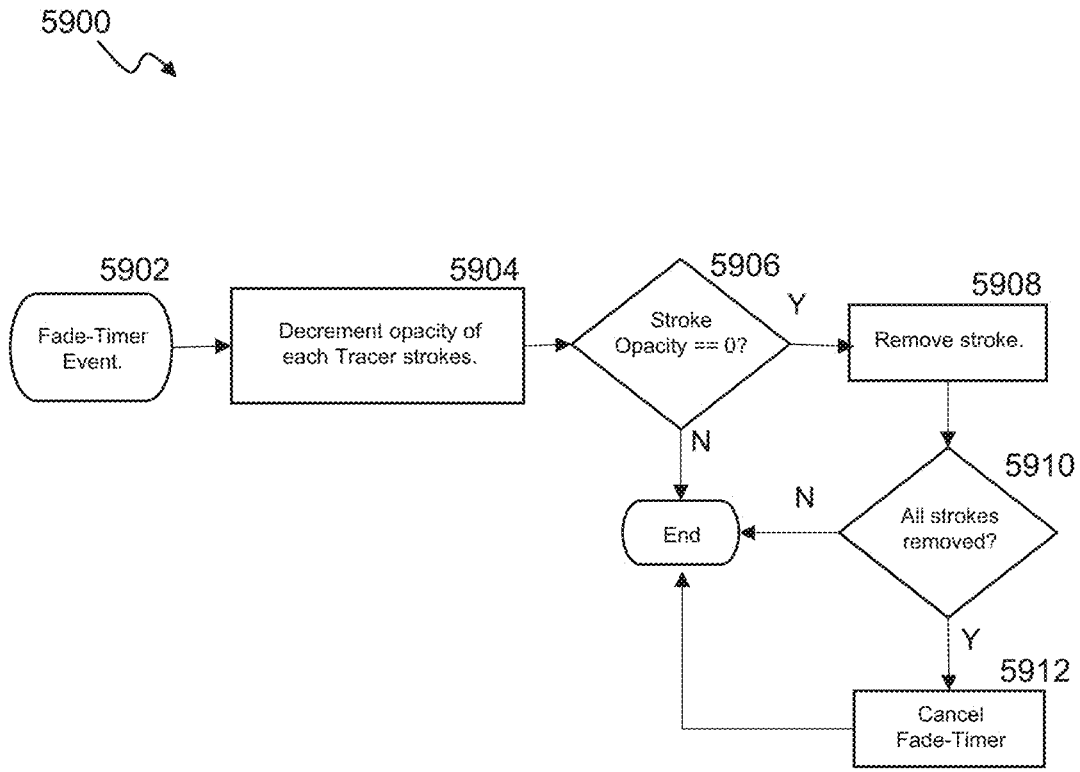 5900
5902
Fade-Timer
Event.
5904
Decrement opacity of
each Tracer strokes.
5906
Stroke
Opacity == 0?
Y
N
5908
Remove stroke.
5910
All strokes
removed?
N
Y
End
5912
Cancel
Fade-Timer